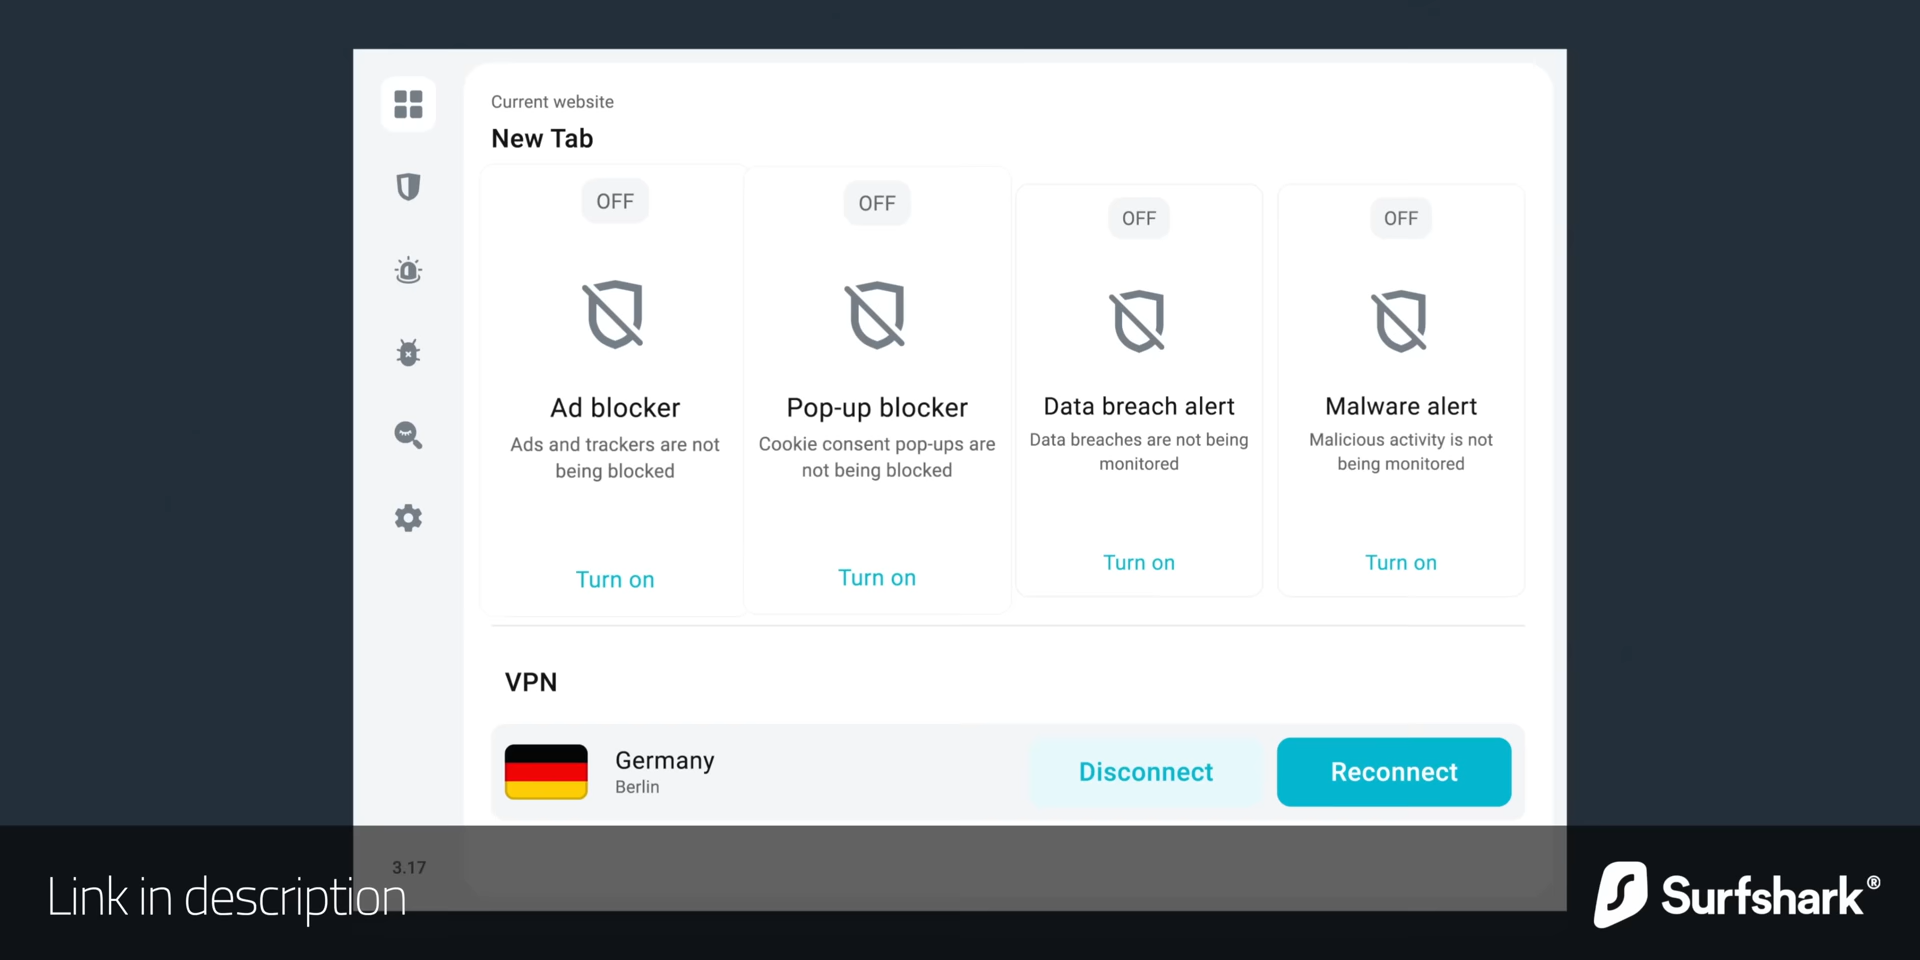 Current website
New Tab
OFF
OFF
OFF
OFF
Ad blocker
Ads and trackers are not
being blocked
Turn on
Pop-up blocker
Cookie consent pop-ups are
not being blocked
Turn on
Data breach alert
Data breaches are not being
monitored
Turn on
Malware alert
Malicious activity is not
being monitored
Turn on
VPN
Germany
Berlin
Disconnect
Reconnect
3.17
Link in description
Surfshark®